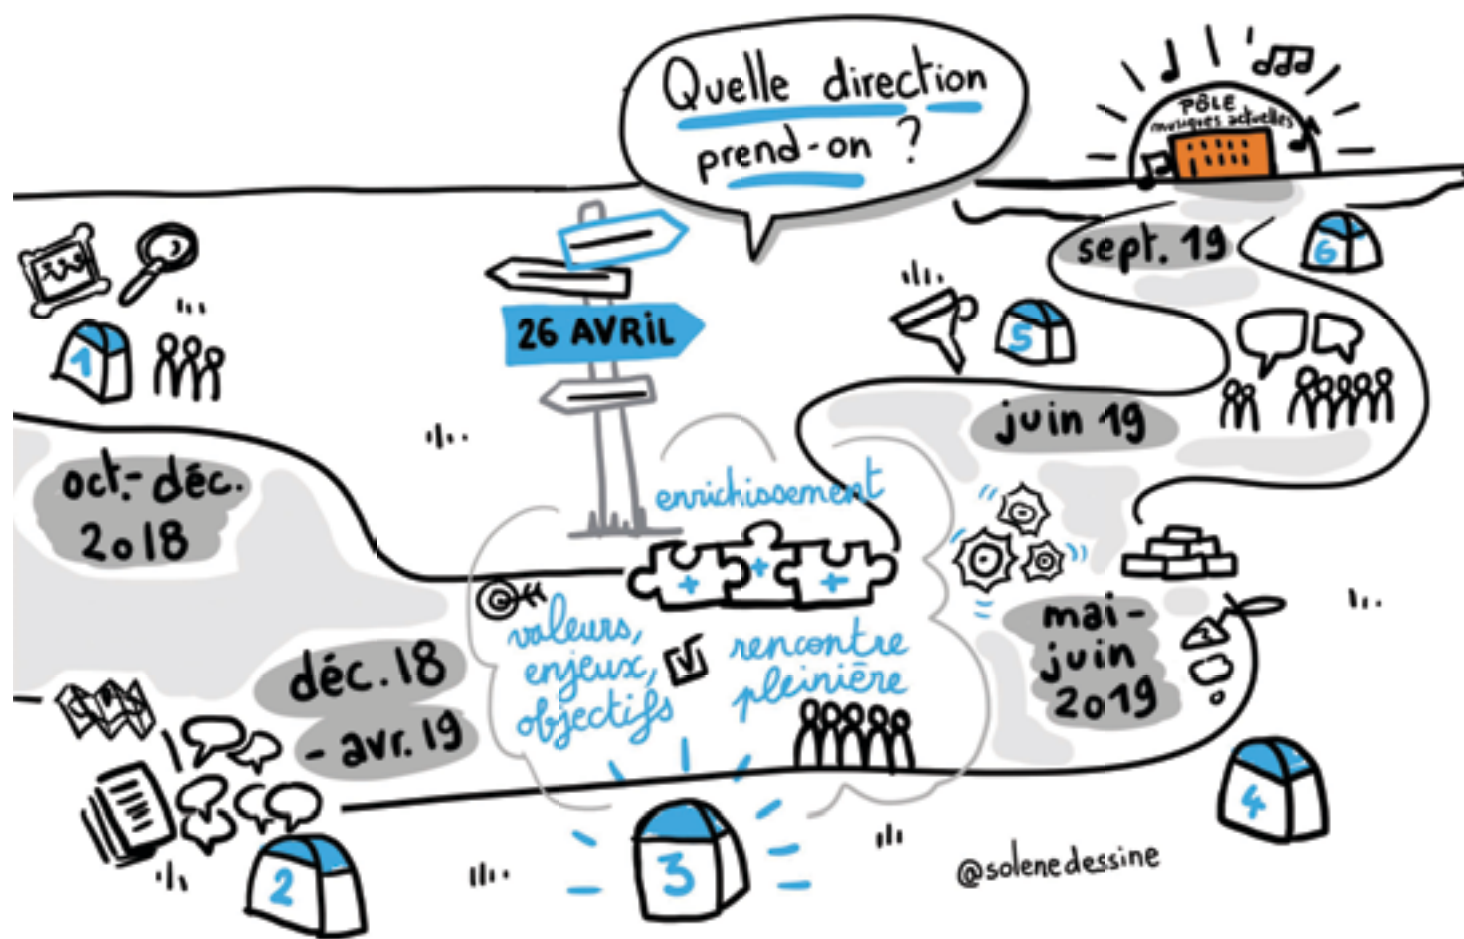 Quelle direction
prend-on ?
PÔLE
musiques actuelles
sept. 19
6
5
26 AVRIL
1
juin 19
oct.- déc.
2018
enrichissement
valeurs,
enjeux,
objectifs
rencontre
pleinière
mai-
juin
2019
déc. 18
- avr. 19
4
3
2
@solenedessine